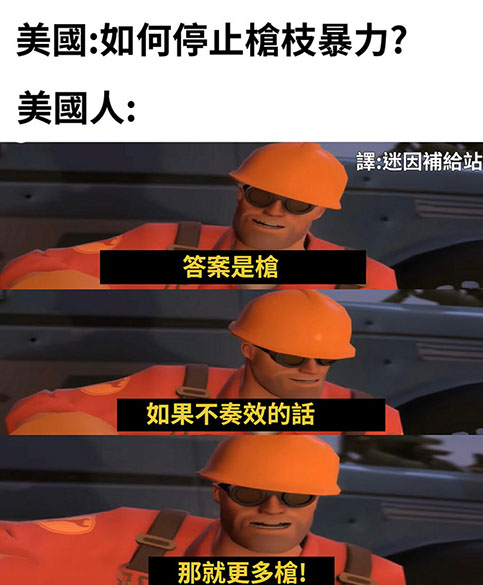 美國:如何停止槍枝暴力?
美國人:
譯:迷因補給站
答案是槍
如果不奏效的話
那就更多槍!